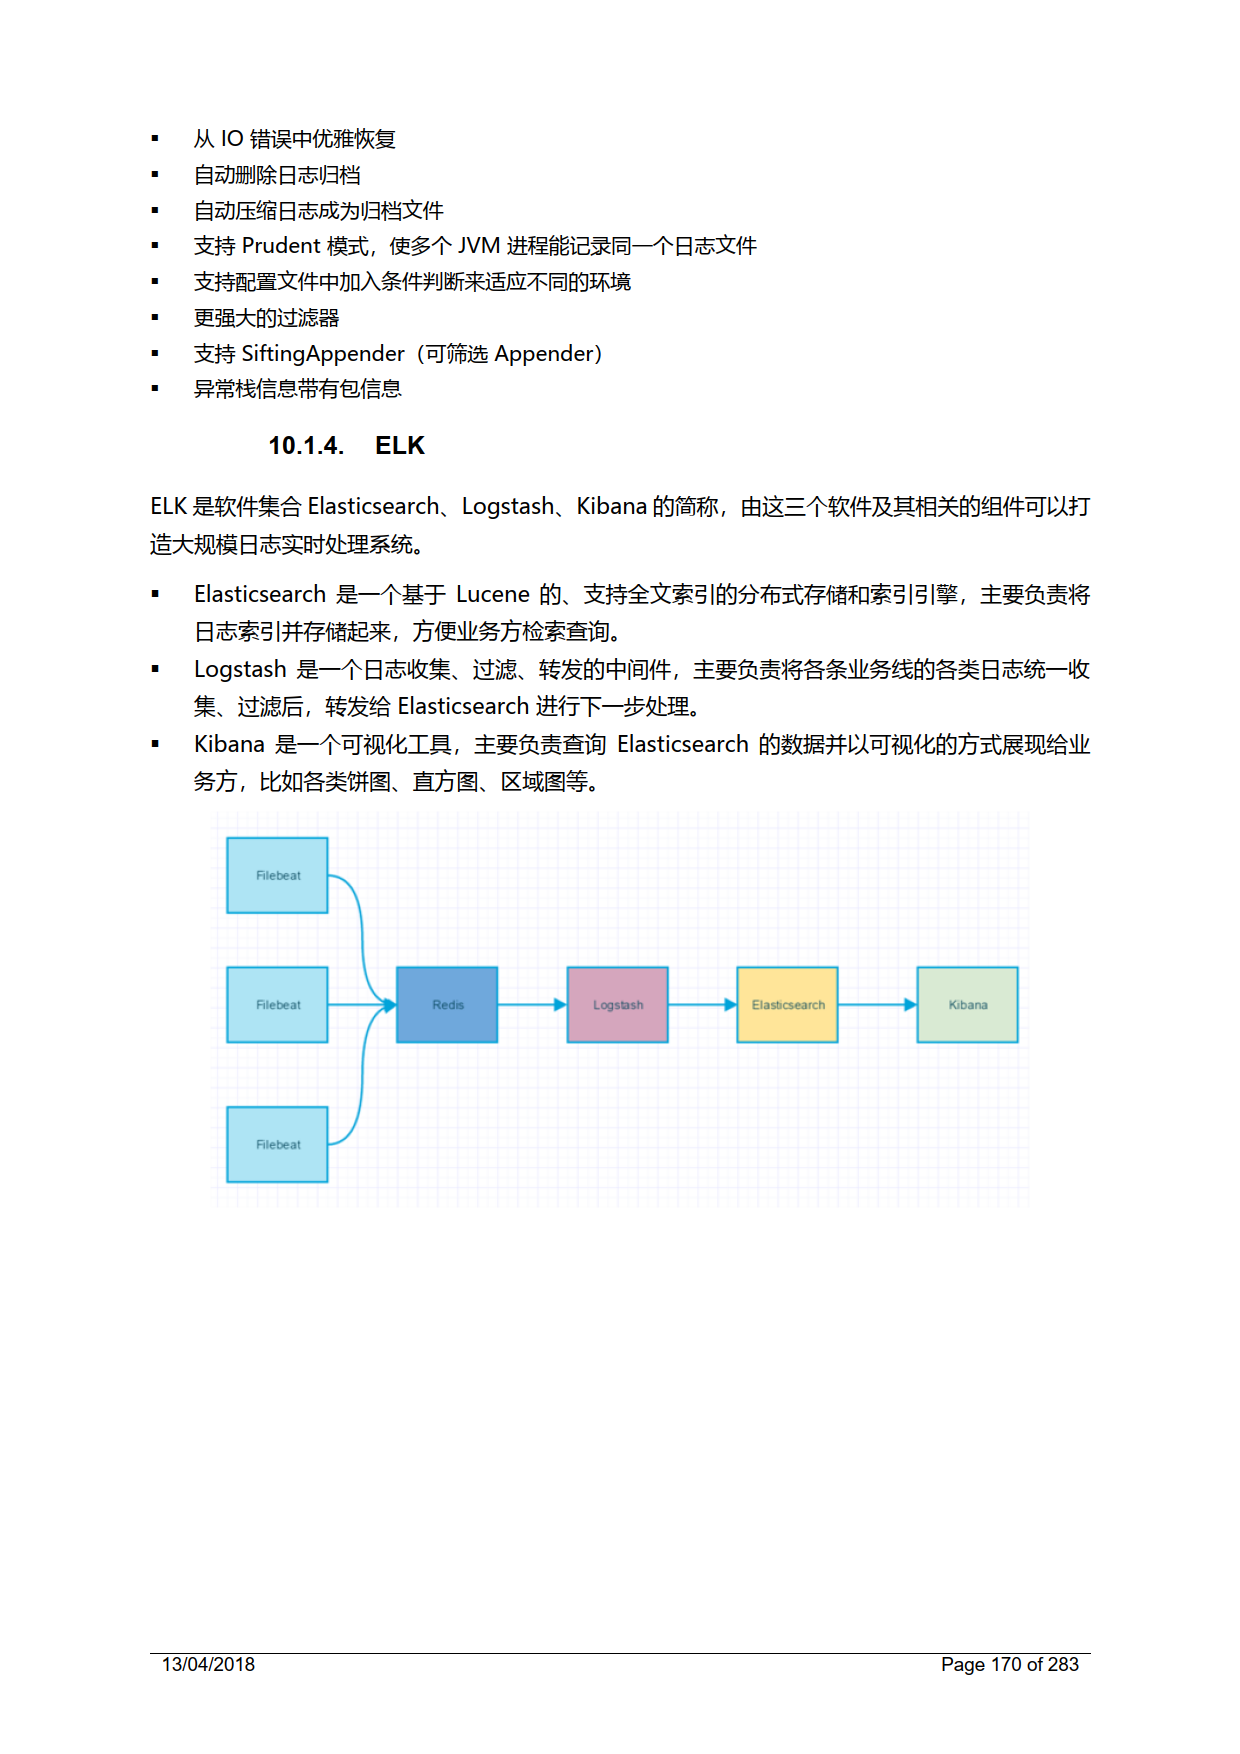 ▪ 从 IO 错误中优雅恢复
▪ 自动删除日志归档
▪ 自动压缩日志成为归档文件
▪ 支持 Prudent 模式，使多个 JVM 进程能记录同一个日志文件
▪ 支持配置文件中加入条件判断来适应不同的环境
▪ 更强大的过滤器
▪ 支持 SiftingAppender（可筛选 Appender）
▪ 异常栈信息带有包信息
10.1.4. ELK
ELK 是软件集合 Elasticsearch、Logstash、Kibana 的简称，由这三个软件及其相关的组件可以打
造大规模日志实时处理系统。
▪ Elasticsearch 是一个基于 Lucene 的、支持全文索引的分布式存储和索引引擎，主要负责将
日志索引并存储起来，方便业务方检索查询。
▪ Logstash 是一个日志收集、过滤、转发的中间件，主要负责将各条业务线的各类日志统一收
集、过滤后，转发给 Elasticsearch 进行下一步处理。
▪ Kibana 是一个可视化工具，主要负责查询 Elasticsearch 的数据并以可视化的方式展现给业
务方，比如各类饼图、直方图、区域图等。
Filebeat
Filebeat Redis Logstash Elasticsearch Kibana
Filebeat
13/04/2018 Page 170 of 283